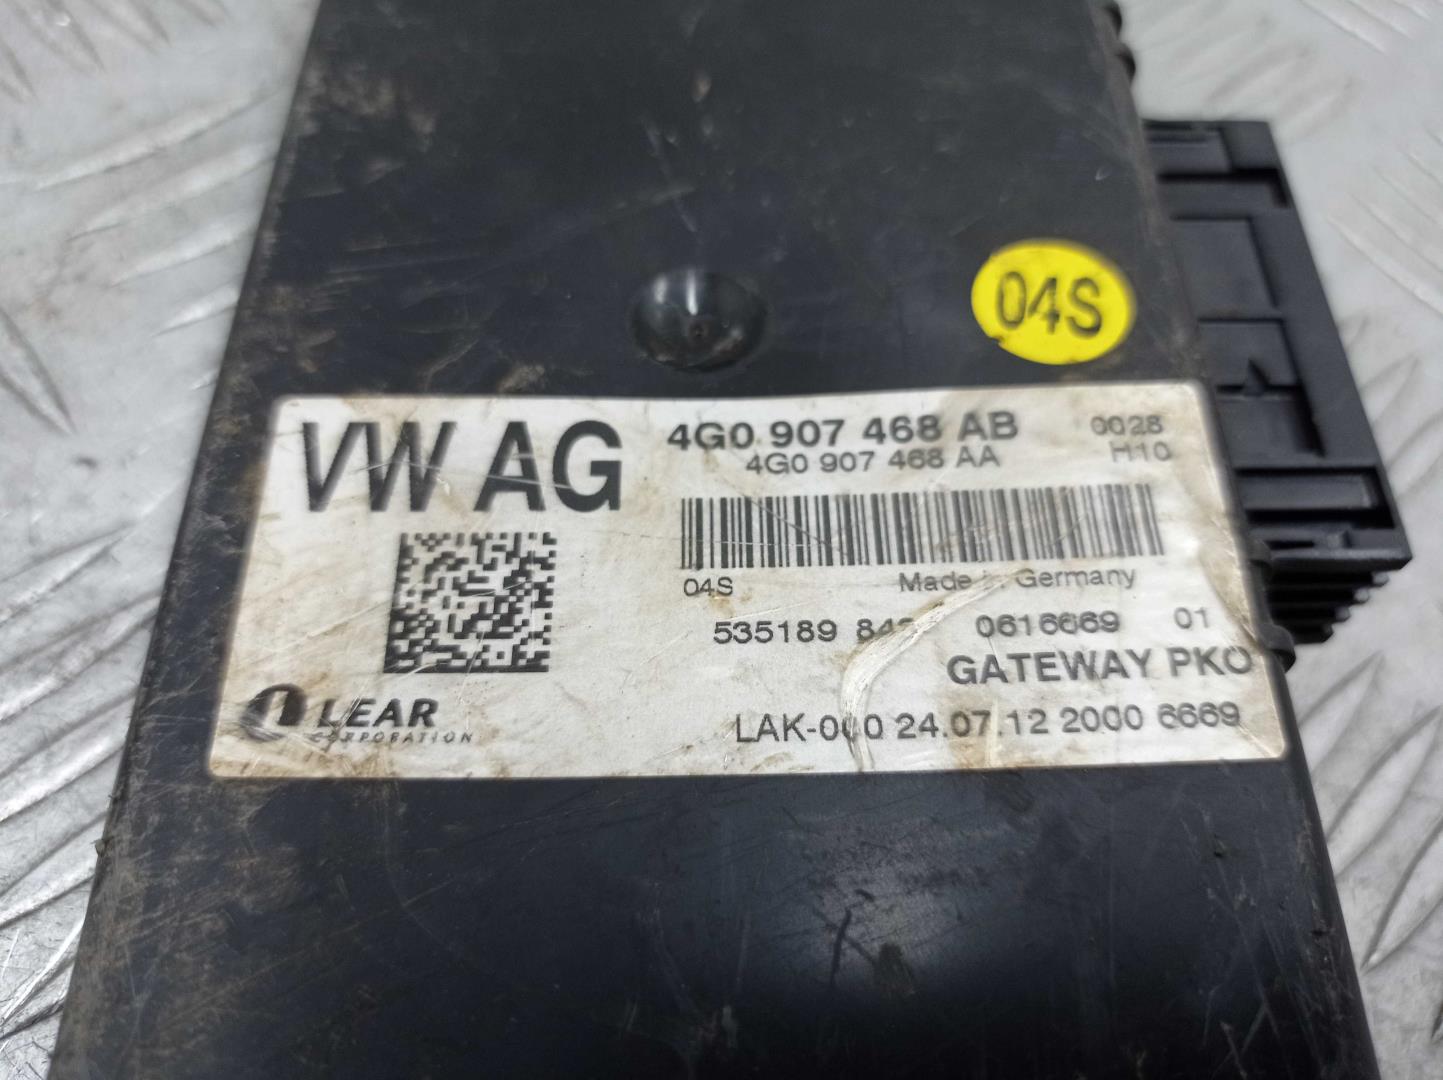 04S
VW AG
4G0 907 468 AB 0028
4G0 907 468 AA H10
04S Made Germany
535189 0616669 01
GATEWAY PKO
LEAR
CORPORATION
24.07.12 2000 6669